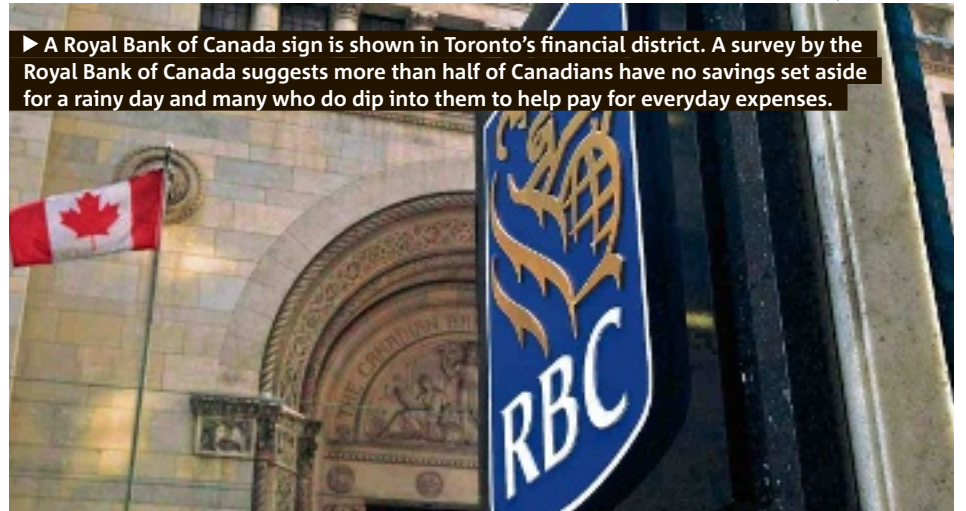 ▶ A Royal Bank of Canada sign is shown in Toronto's financial district. A survey by the
Royal Bank of Canada suggests more than half of Canadians have no savings set aside
for a rainy day and many who do dip into them to help pay for everyday expenses.
THE CANADIAN
RBC